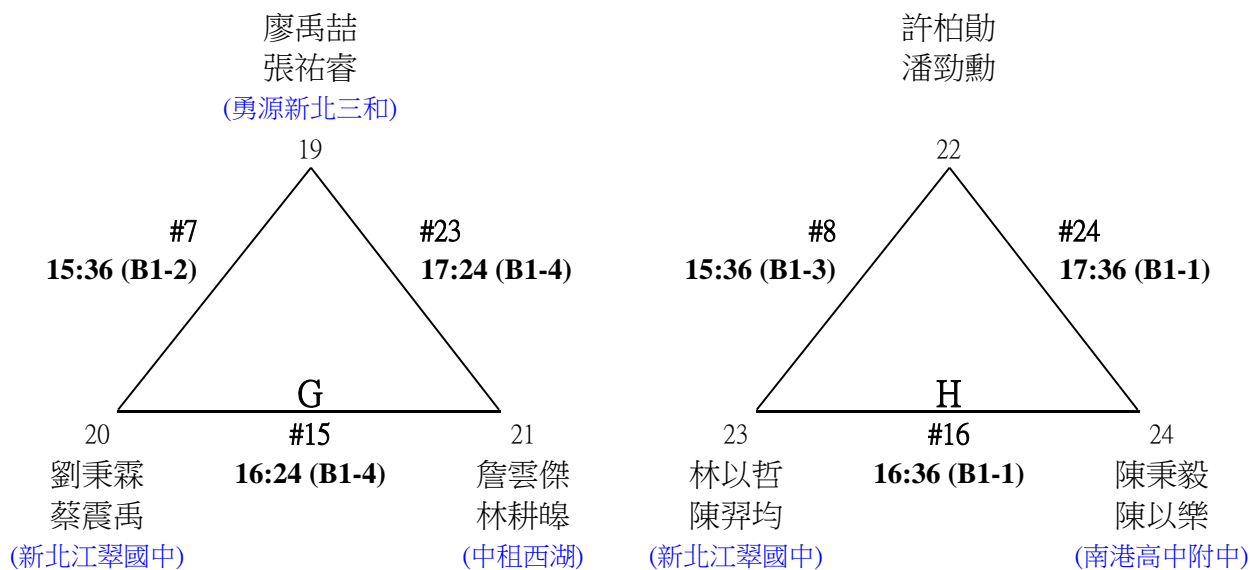 廖禹喆
張祐睿
(勇源新北三和)
19
#7
15:36 (B1-2)
#23
17:24 (B1-4)
G
20
#15
21
劉秉霖
蔡震禹
(新北江翠國中)
16:24 (B1-4)
詹雲傑
林耕皞
(中租西湖)
許柏勛
潘勁勳
22
#8
15:36 (B1-3)
#24
17:36 (B1-1)
H
23
#16
24
林以哲
陳羿均
(新北江翠國中)
16:36 (B1-1)
陳秉毅
陳以樂
(南港高中附中)